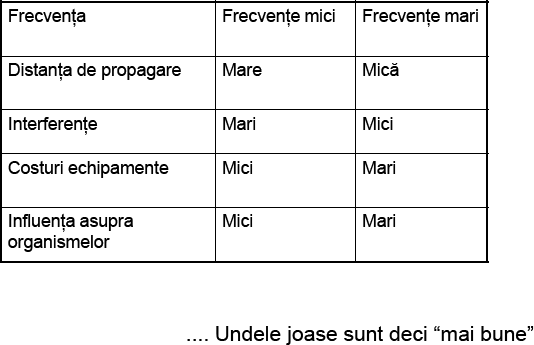 Frecvența Frecvențe mici Frecvențe mari
Distanța de propagare Mare Mică
Interferențe Mari Mici
Costuri echipamente Mici Mari
Influența asupra organismelor Mici Mari
.... Undele joase sunt deci “mai bune”